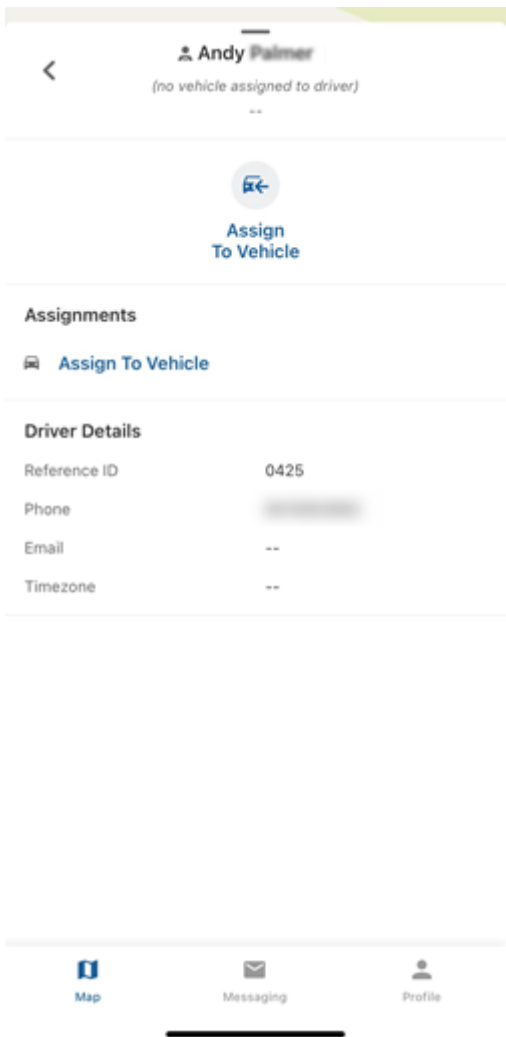 Andy
(no vehicle assigned to driver)
--
Assign
To Vehicle
Assignments
Assign To Vehicle
Driver Details
Reference ID 0425
Phone
Email --
Timezone --
Map Messaging Profile